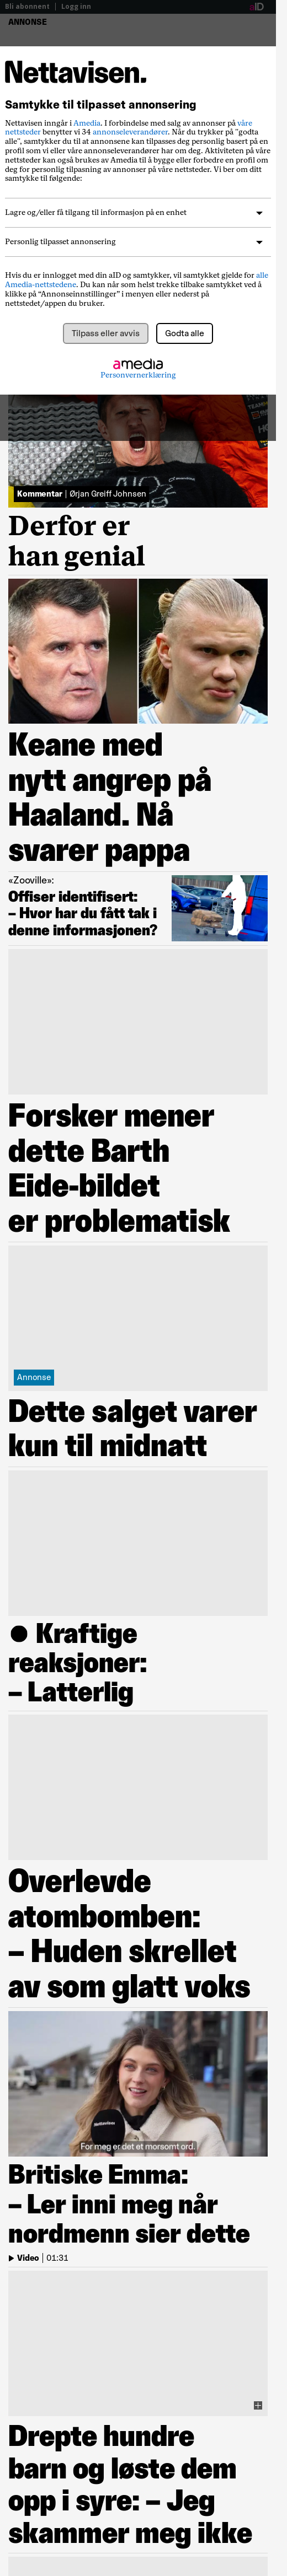 Bli abonnent | Logg inn
aID
ANNONSE
Nettavisen.
Samtykke til tilpasset annonsering
Nettavisen inngår i Amedia. I forbindelse med salg av annonser på våre
nettsteder benytter vi 34 annonseleverandører. Når du trykker på "godta
alle", samtykker du til at annonsene kan tilpasses deg personlig basert på en
profil som vi eller våre annonseleverandører har om deg. Aktiviteten på våre
nettsteder kan også brukes av Amedia til å bygge eller forbedre en profil om
deg for personlig tilpasning av annonser på våre nettsteder. Vi ber om ditt
samtykke til følgende:
Lagre og/eller få tilgang til informasjon på en enhet
Personlig tilpasset annonsering
Hvis du er innlogget med din aID og samtykker, vil samtykket gjelde for alle
Amedia-nettstedene. Du kan når som helst trekke tilbake samtykket ved å
klikke på “Annonseinnstillinger” i menyen eller nederst på
nettstedet/appen du bruker.
Tilpass eller avvis
Godta alle
amedia
Personvernerklæring
Kommentar | Ørjan Greiff Johnsen
Derfor er
han genial
Keane med
nytt angrep på
Haaland. Nå
svarer pappa
«Zooville»:
Offiser identifisert:
– Hvor har du fått tak i
denne informasjonen?
Forsker mener
dette Barth
Eide-bildet
er problematisk
Annonse
Dette salget varer
kun til midnatt
● Kraftige
reaksjoner:
– Latterlig
Overlevde
atombomben:
– Huden skrellet
av som glatt voks
Nettavisen
For meg er det et morsomt ord.
Britiske Emma:
– Ler inni meg når
nordmenn sier dette
Video | 01:31
Drepte hundre
barn og løste dem
opp i syre: – Jeg
skammer meg ikke